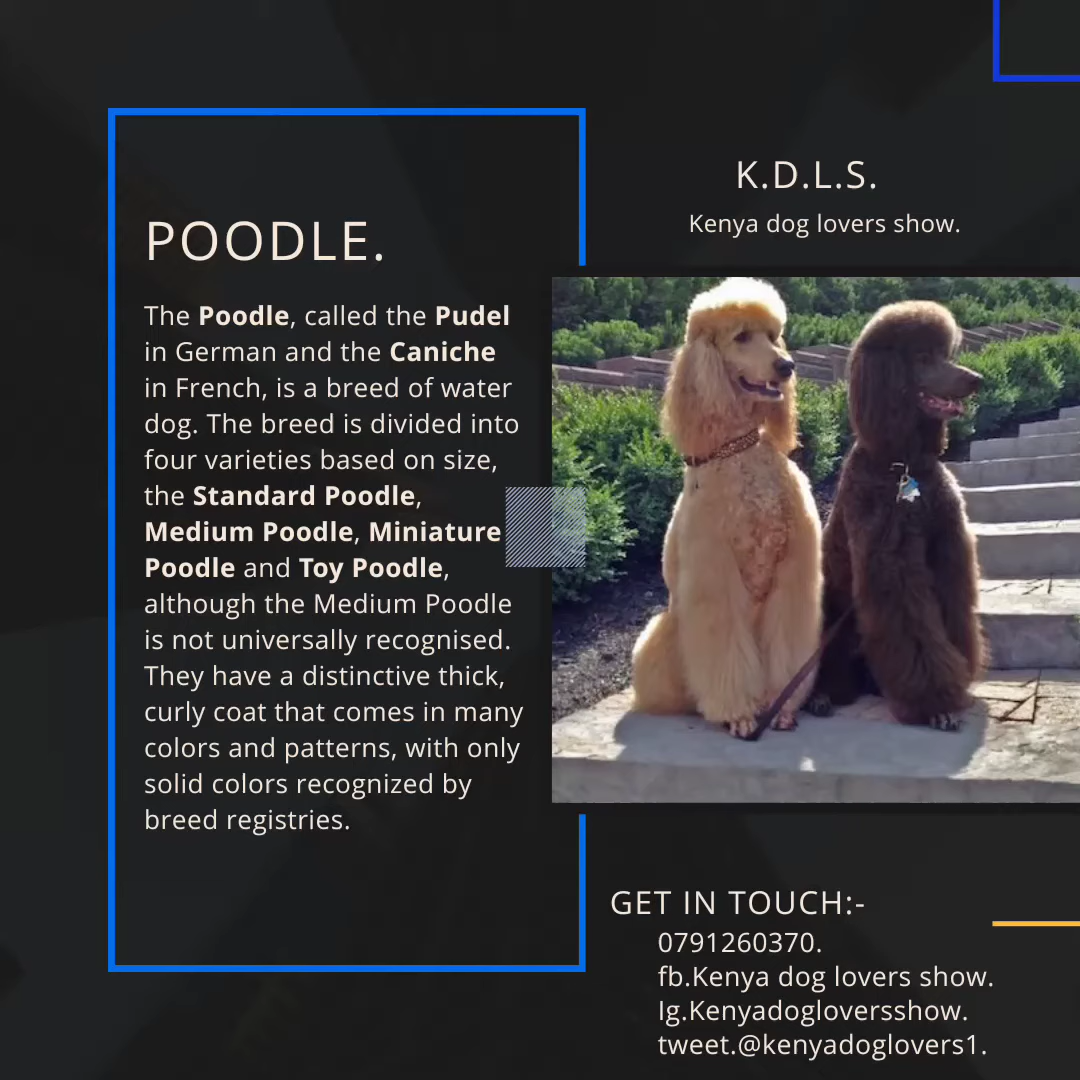 K.D.L.S.
Kenya dog lovers show.
POODLE.
The Poodle, called the Pudel
in German and the Caniche
in French, is a breed of water
dog. The breed is divided into
four varieties based on size,
the Standard Poodle,
Medium Poodle, Miniature
Poodle and Toy Poodle,
although the Medium Poodle
is not universally recognised.
They have a distinctive thick,
curly coat that comes in many
colors and patterns, with only
solid colors recognized by
breed registries.
GET IN TOUCH:-
0791260370.
fb.Kenya dog lovers show.
Ig.Kenyadogloversshow.
tweet.@kenyadoglovers1.